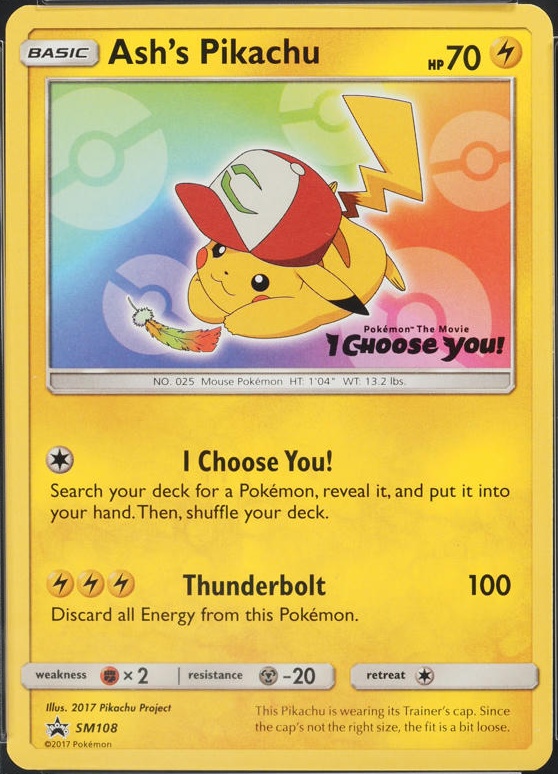 BASIC Ash's Pikachu HP 70
Pokémon™ The Movie
I Choose You!
NO. 025 Mouse Pokémon HT: 1'04" WT: 13.2 lbs.
I Choose You!
Search your deck for a Pokémon, reveal it, and put it into
your hand. Then, shuffle your deck.
Thunderbolt 100
Discard all Energy from this Pokémon.
weakness × 2 resistance -20 retreat
Illus. 2017 Pikachu Project
SM108
©2017 Pokémon
This Pikachu is wearing its Trainer's cap. Since
the cap's not the right size, the fit is a bit loose.